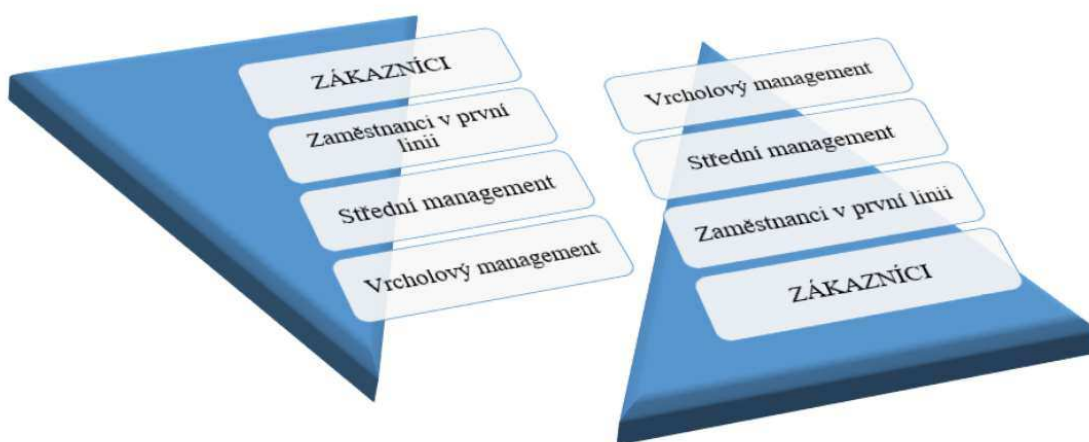 ZÁKAZNÍCI
Zaměstnanci v první
linii
Střední management
Vrcholový management
Vrcholový management
Střední management
Zaměstnanci v první linii
ZÁKAZNÍCI